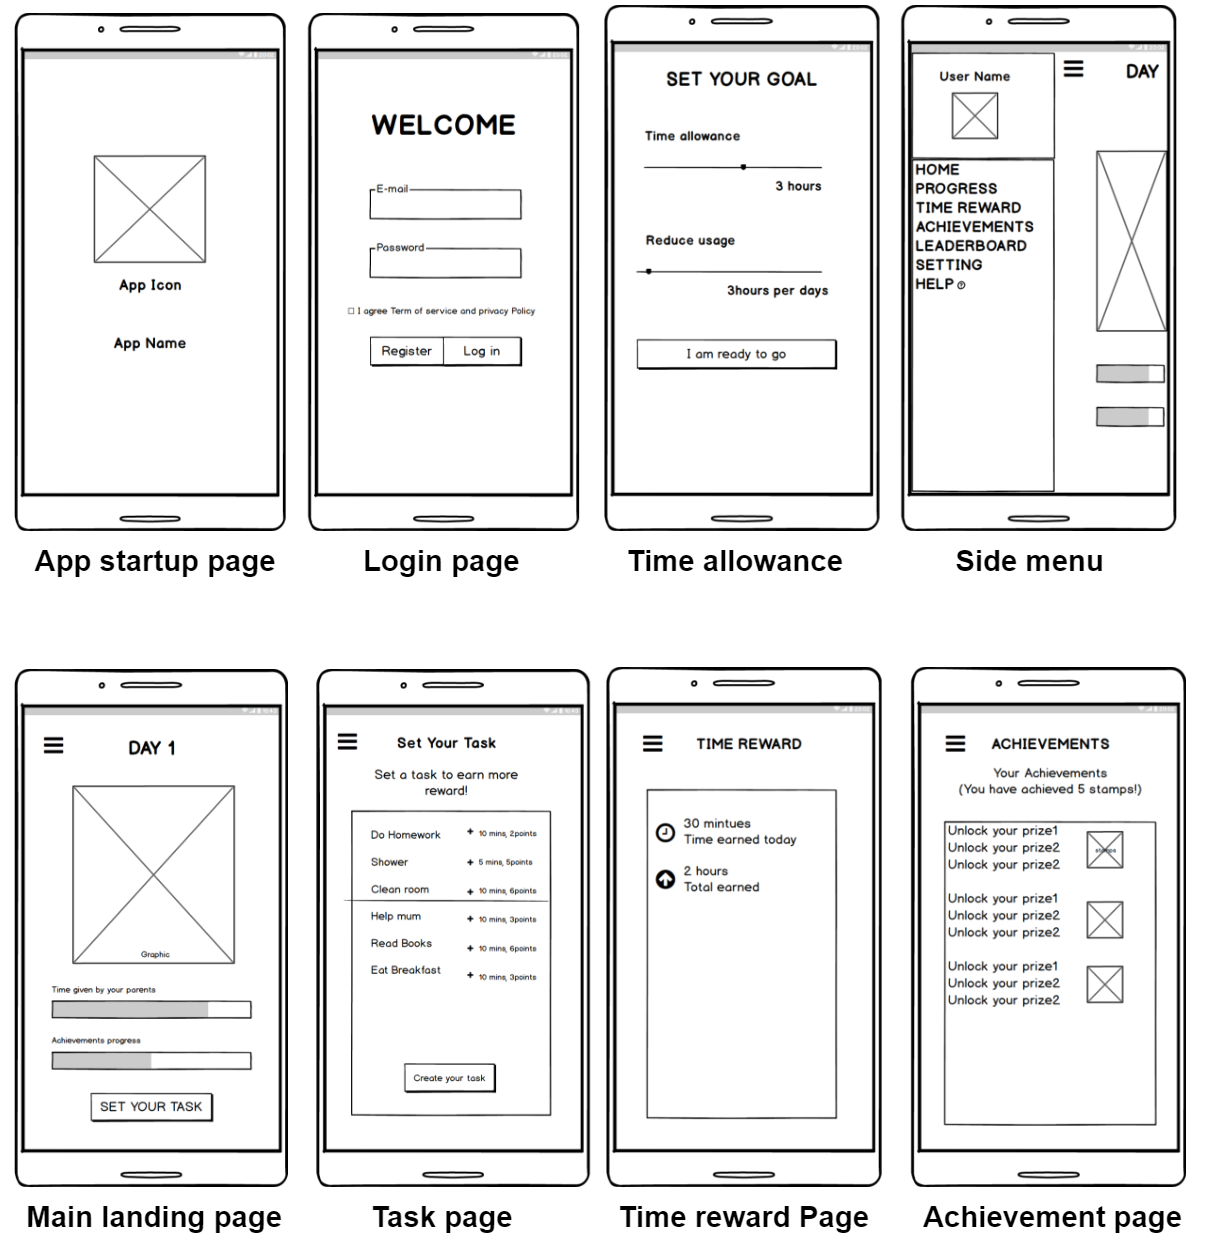 App Icon
App Name
App startup page
WELCOME
E-mail
Password
I agree Term of service and privacy Policy
Register Log in
Login page
SET YOUR GOAL
Time allowance
3 hours
Reduce usage
3hours per days
I am ready to go
Time allowance
User Name
DAY
HOME
PROGRESS
TIME REWARD
ACHIEVEMENTS
LEADERBOARD
SETTING
HELP ?
Side menu
DAY 1
Graphic
Time given by your parents
Achievements progress
SET YOUR TASK
Main landing page
Set Your Task
Set a task to earn more
reward!
Do Homework + 10 mins, 2points
Shower + 5 mins, 5points
Clean room + 10 mins, 6points
Help mum + 10 mins, 3points
Read Books + 10 mins, 6points
Eat Breakfast + 10 mins, 3points
Create your task
Task page
TIME REWARD
30 mintues
Time earned today
2 hours
Total earned
Time reward Page
ACHIEVEMENTS
Your Achievements
(You have achieved 5 stamps!)
Unlock your prize1
Unlock your prize2
Unlock your prize2
Unlock your prize1
Unlock your prize2
Unlock your prize2
Unlock your prize1
Unlock your prize2
Unlock your prize2
Achievement page